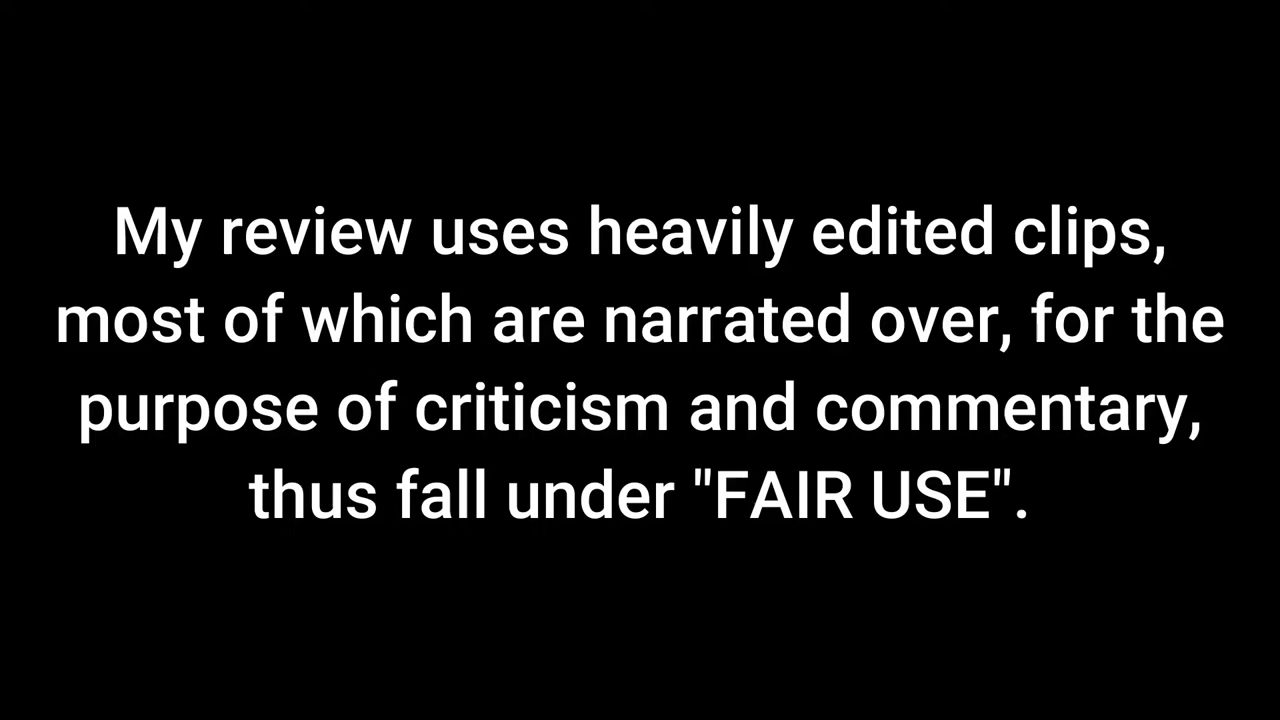 My review uses heavily edited clips,
most of which are narrated over, for the
purpose of criticism and commentary,
thus fall under "FAIR USE".